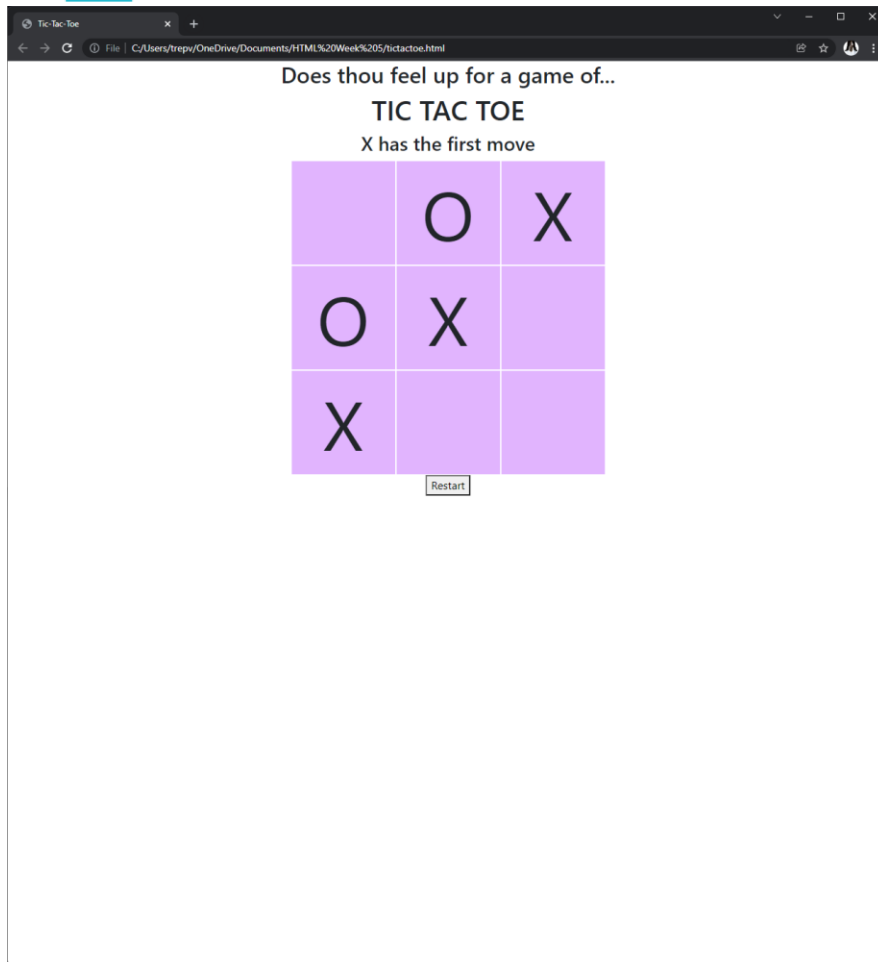 Tic-Tac-Toe
File | C:/Users/trepv/OneDrive/Documents/HTML%20Week%205/tictactoe.html
Does thou feel up for a game of...
TIC TAC TOE
X has the first move
O X
O X
X
Restart